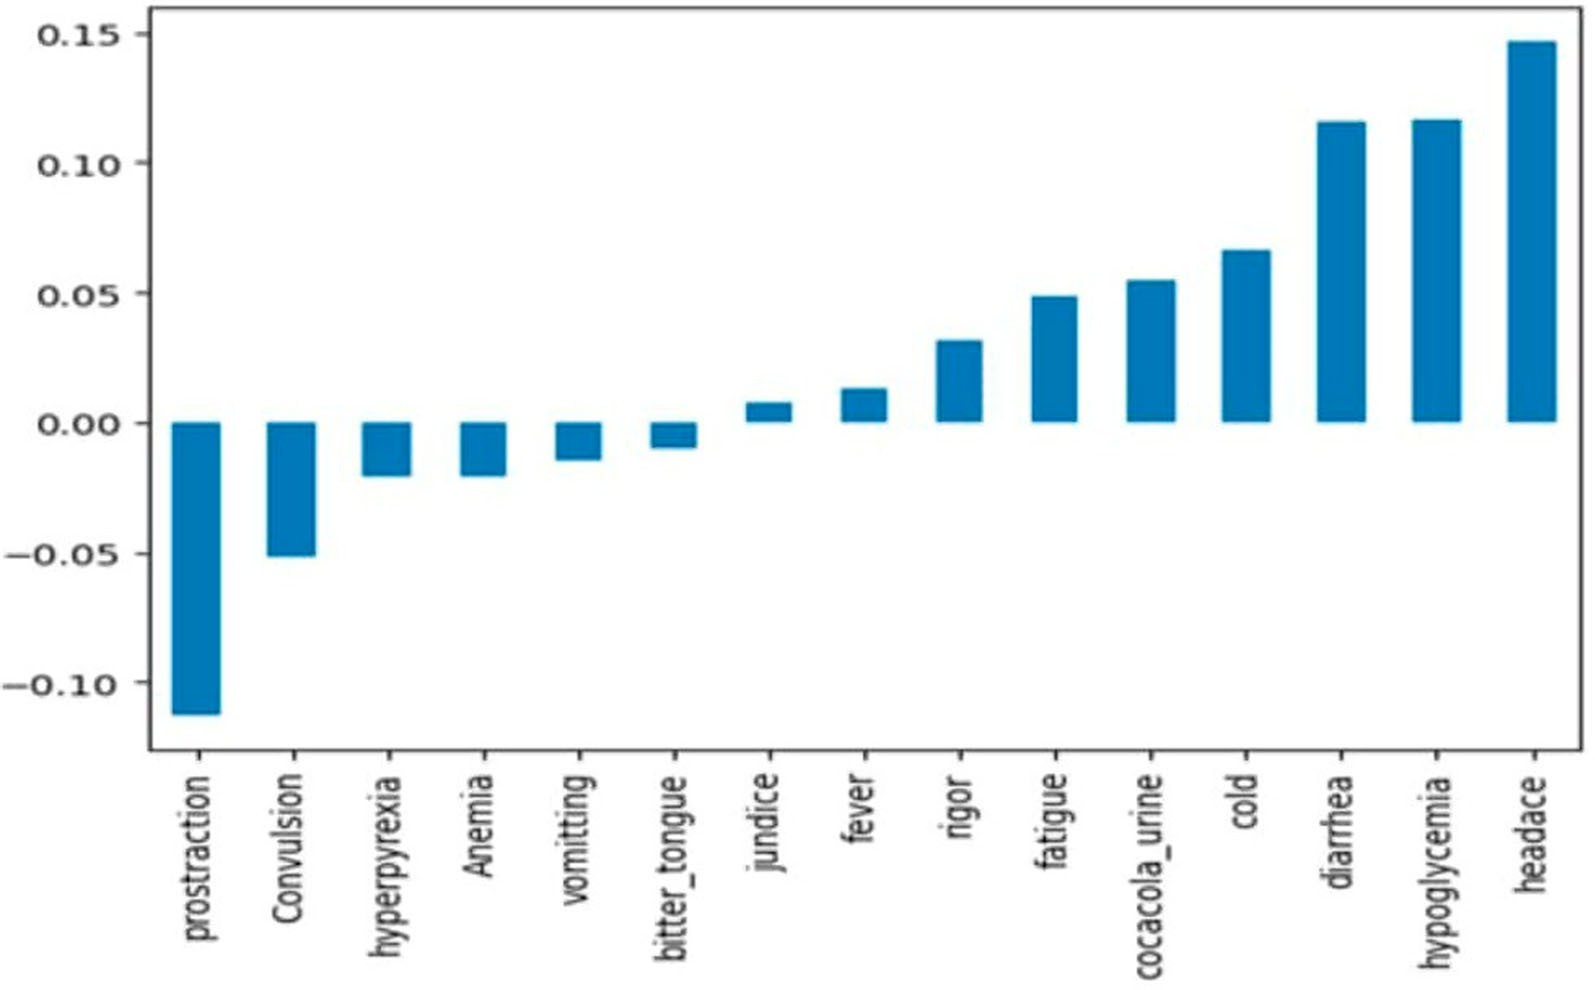 0.15
0.10
0.05
0.00
−0.05
−0.10
prostraction
Convulsion
hyperpyrexia
Anemia
vomitting
bitter_tongue
jundice
fever
rigor
fatigue
cocacola_urine
cold
diarrhea
hypoglycemia
headace